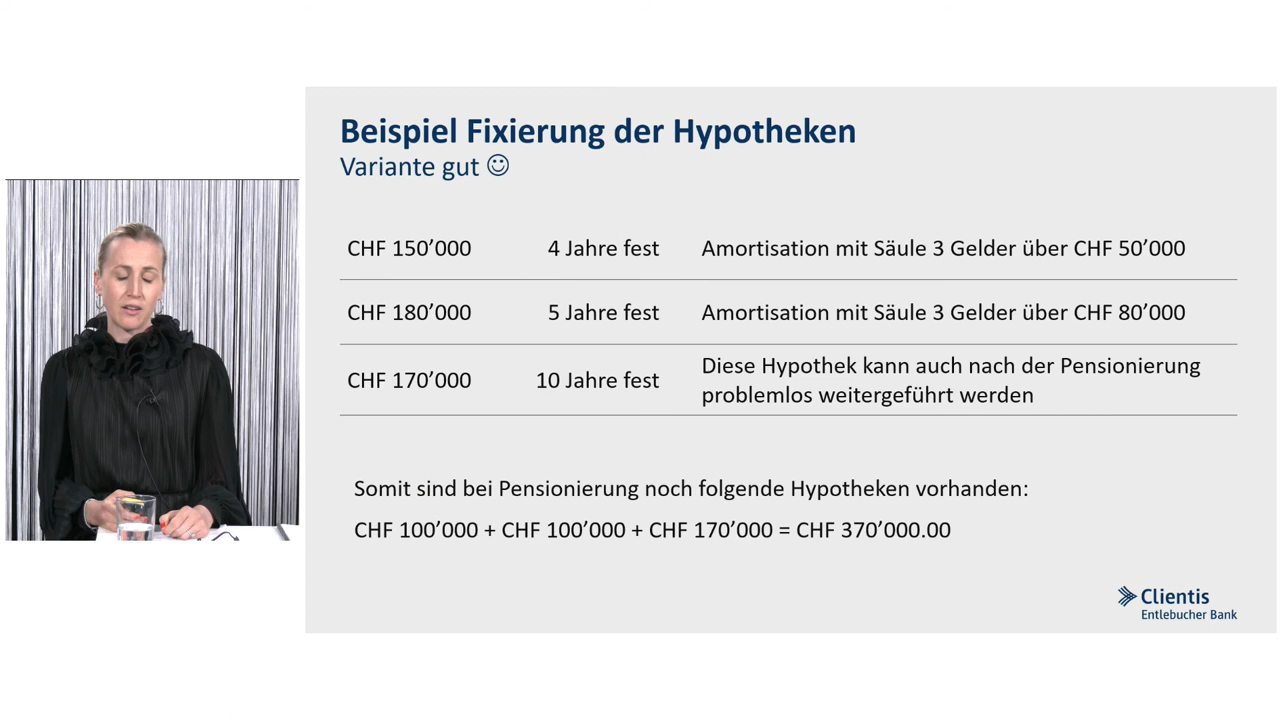 Beispiel Fixierung der Hypotheken
Variante gut ☺
CHF 150’000 4 Jahre fest Amortisation mit Säule 3 Gelder über CHF 50’000
CHF 180’000 5 Jahre fest Amortisation mit Säule 3 Gelder über CHF 80’000
CHF 170’000 10 Jahre fest Diese Hypothek kann auch nach der Pensionierung
problemlos weitergeführt werden
Somit sind bei Pensionierung noch folgende Hypotheken vorhanden:
CHF 100’000 + CHF 100’000 + CHF 170’000 = CHF 370’000.00
Clientis
Entlebucher Bank